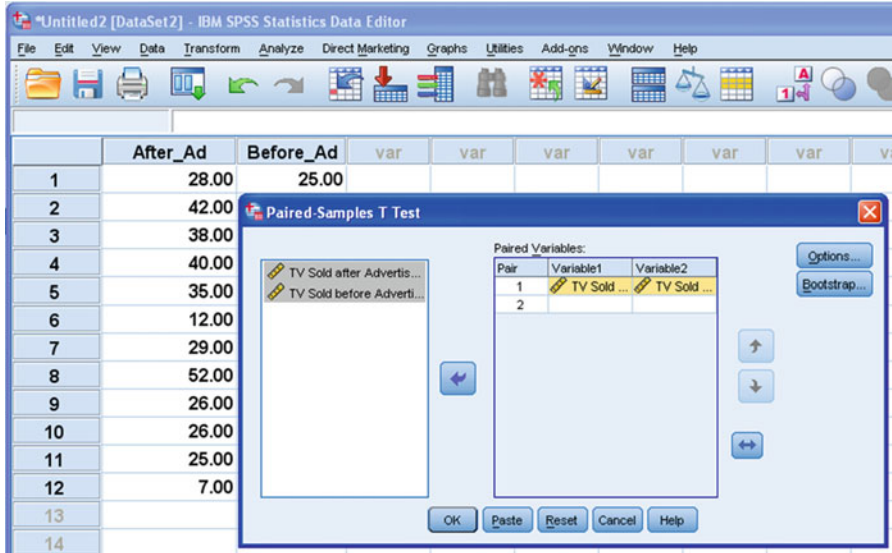 *Untitled2 [DataSet2] - IBM SPSS Statistics Data Editor
File Edit View Data Transform Analyze Direct Marketing Graphs Utilities Add-ons Window Help
After_Ad Before_Ad var var var var var var
1 28.00 25.00
2 42.00
3 38.00
4 40.00
5 35.00
6 12.00
7 29.00
8 52.00
9 26.00
10 26.00
11 25.00
12 7.00
13
14
Paired-Samples T Test
TV Sold after Advertis...
TV Sold before Adverti...
Paired Variables:
Pair Variable1 Variable2
1 TV Sold ... TV Sold ...
2
Options...
Bootstrap...
OK Paste Reset Cancel Help